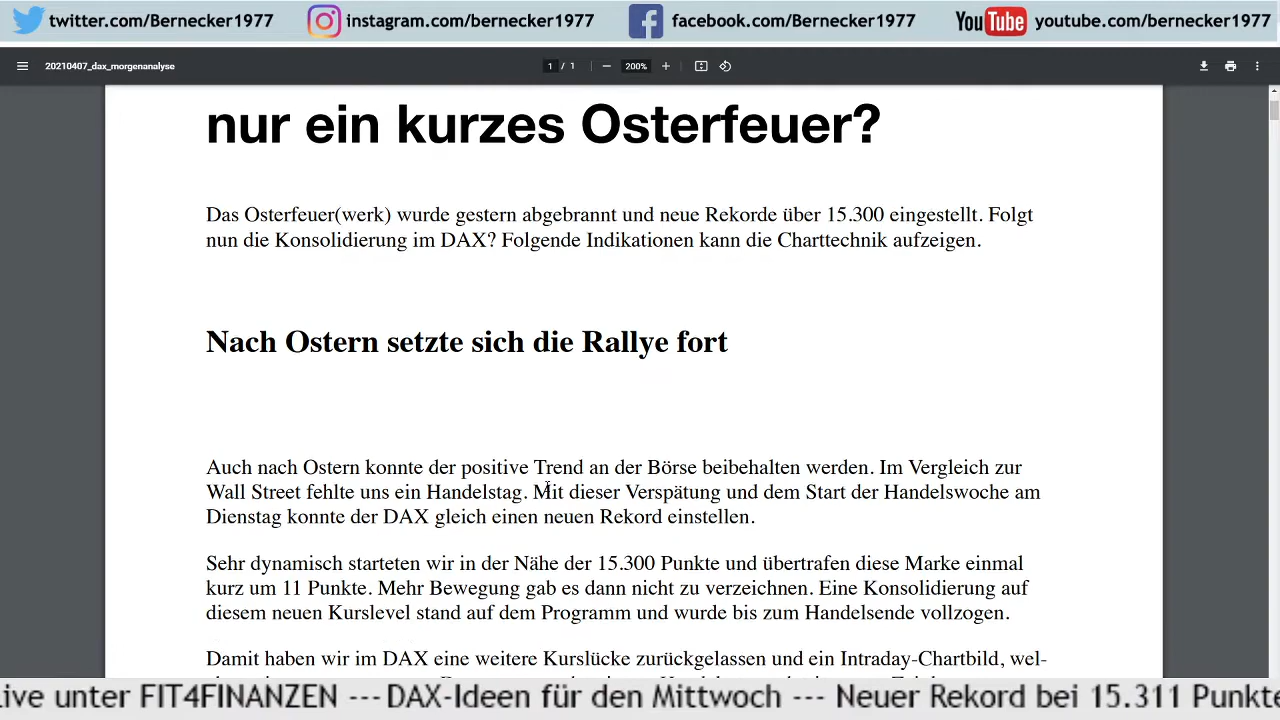 twitter.com/Bernecker1977 instagram.com/bernecker1977 facebook.com/Bernecker1977 YouTube youtube.com/bernecker1977
20210407_dax_morgenanalyse 1 / 1 200%
nur ein kurzes Osterfeuer?
Das Osterfeuer(werk) wurde gestern abgebrannt und neue Rekorde über 15.300 eingestellt. Folgt
nun die Konsolidierung im DAX? Folgende Indikationen kann die Charttechnik aufzeigen.
Nach Ostern setzte sich die Rallye fort
Auch nach Ostern konnte der positive Trend an der Börse beibehalten werden. Im Vergleich zur
Wall Street fehlte uns ein Handelstag. Mit dieser Verspätung und dem Start der Handelswoche am
Dienstag konnte der DAX gleich einen neuen Rekord einstellen.
Sehr dynamisch starteten wir in der Nähe der 15.300 Punkte und übertrafen diese Marke einmal
kurz um 11 Punkte. Mehr Bewegung gab es dann nicht zu verzeichnen. Eine Konsolidierung auf
diesem neuen Kurslevel stand auf dem Programm und wurde bis zum Handelsende vollzogen.
Damit haben wir im DAX eine weitere Kurslücke zurückgelassen und ein Intraday-Chartbild, wel-
Live unter FIT4FINANZEN --- DAX-Ideen für den Mittwoch --- Neuer Rekord bei 15.311 Punkte